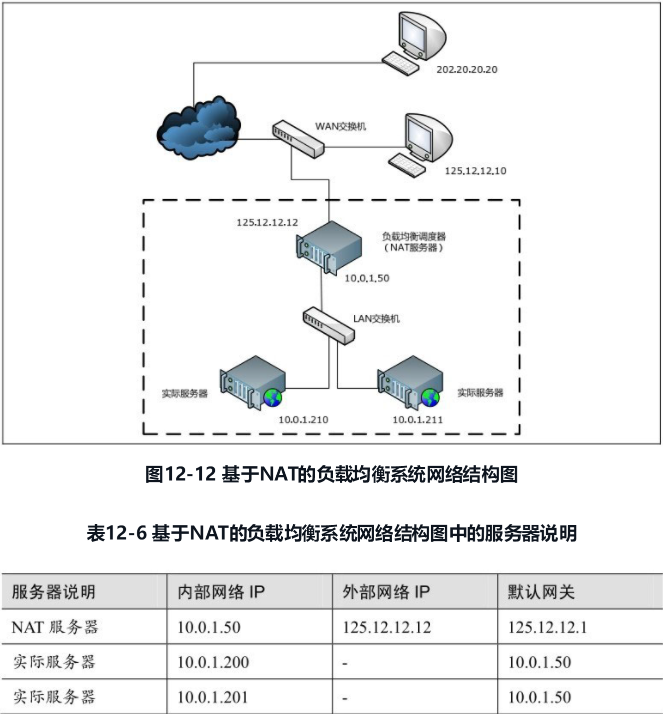 202.20.20.20
WAN交换机
125.12.12.10
125.12.12.12
负载均衡调度器
（NAT服务器）
10.0.1.50
LAN交换机
实际服务器
实际服务器
10.0.1.210
10.0.1.211
图12-12 基于NAT的负载均衡系统网络结构图
表12-6 基于NAT的负载均衡系统网络结构图中的服务器说明
服务器说明 内部网络 IP 外部网络 IP 默认网关
NAT 服务器 10.0.1.50 125.12.12.12 125.12.12.1
实际服务器 10.0.1.200 - 10.0.1.50
实际服务器 10.0.1.201 - 10.0.1.50